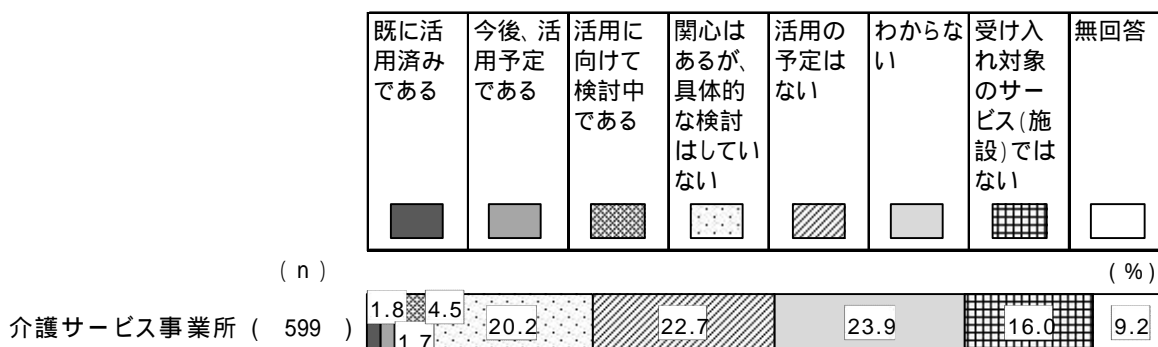 既に活
用済み
である
今後、活
用予定
である
活用に
向けて
検討中
である
関心は
あるが、
具体的
な検討
はしてい
ない
活用の
予定は
ない
わからな
い
受け入
れ対象
のサー
ビス(施
設)では
ない
無回答
(n)
(%)
介護サービス事業所 ( 599 )
1.8
1.7
4.5
20.2
22.7
23.9
16.0
9.2